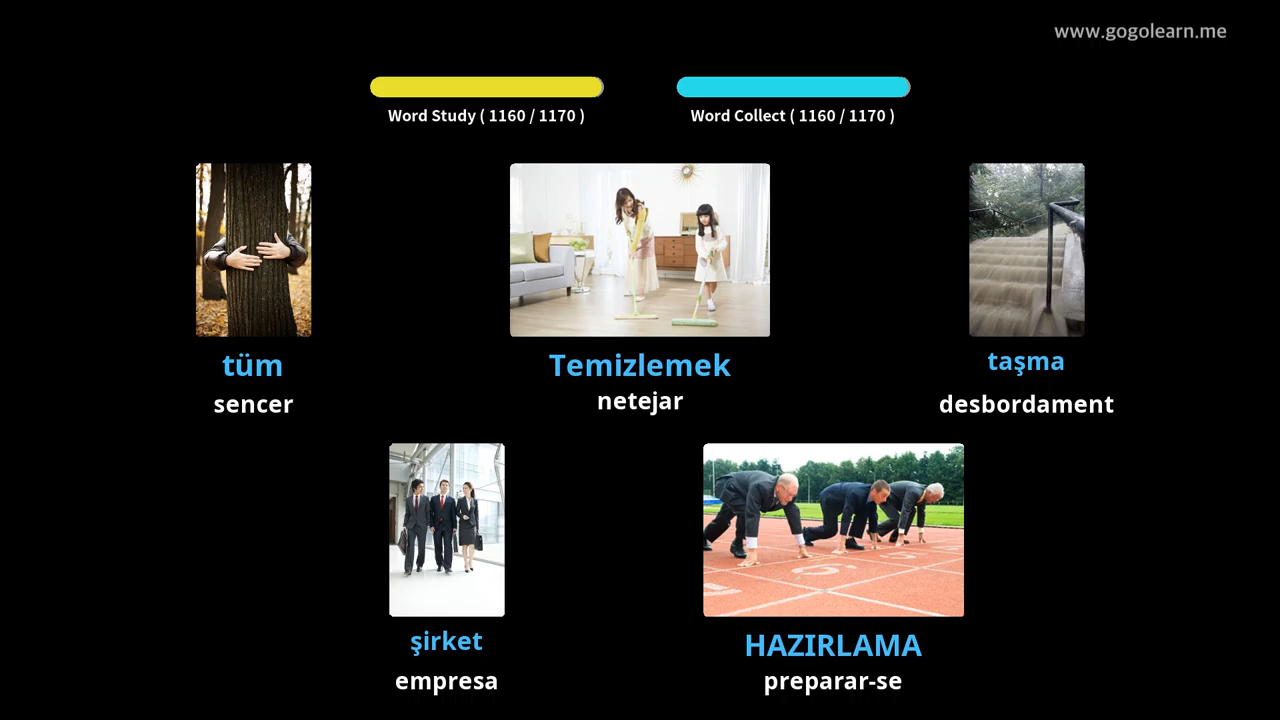 www.gogolearn.me
Word Study ( 1160 / 1170 )
Word Collect ( 1160 / 1170 )
tüm
sencer
Temizlemek
netejar
taşma
desbordament
şirket
empresa
HAZIRLAMA
preparar-se